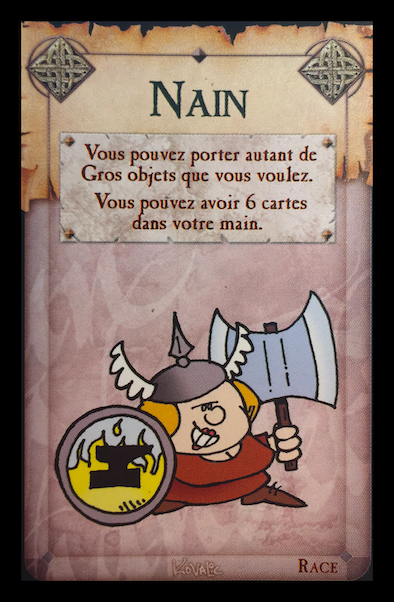 Nain
Vous pouvez porter autant de
Gros objets que vous voulez.
Vous pouvez avoir 6 cartes
dans votre main.
Kovalic
Race